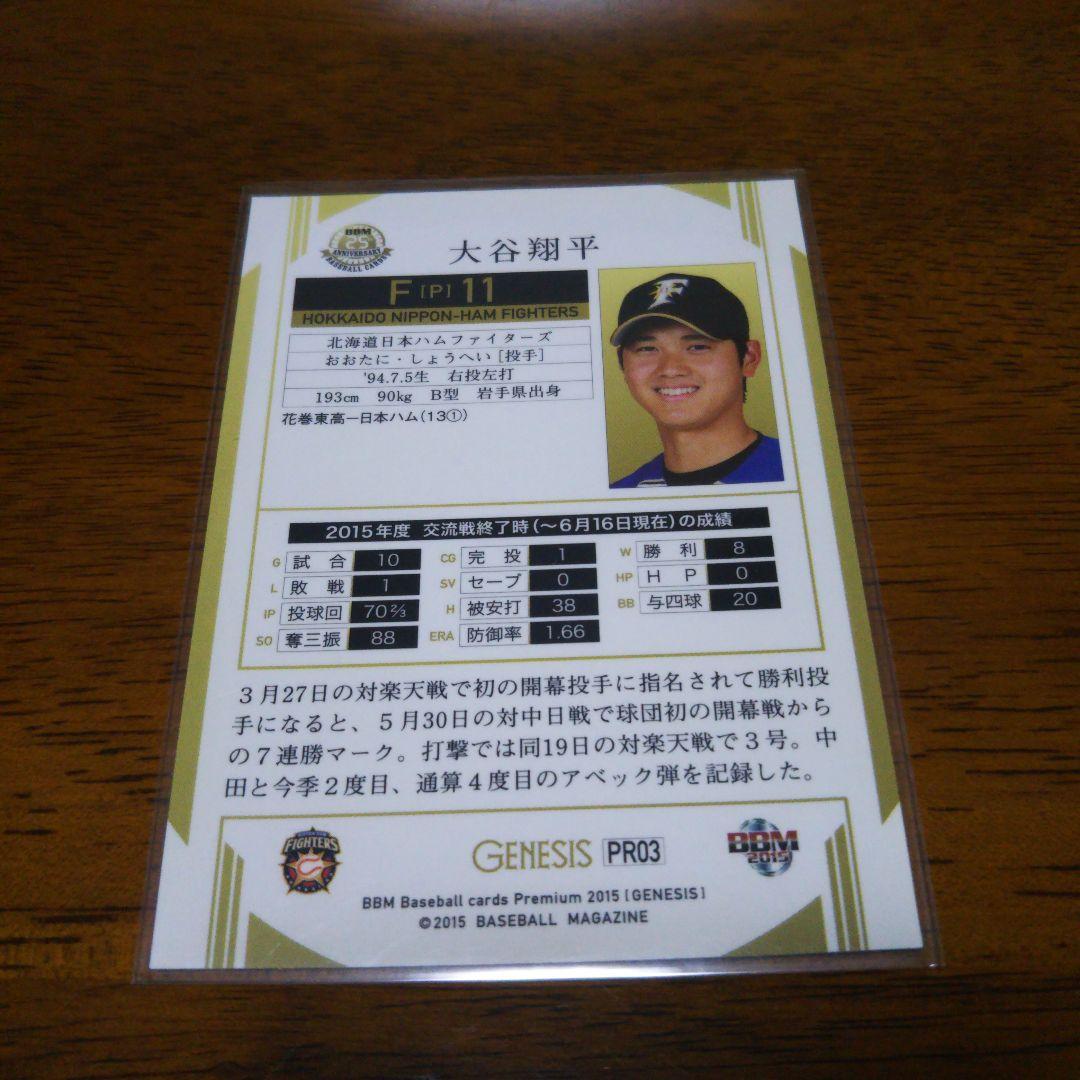 BBM
25
ANNIVERSARY
BASEBALL CARDS
大谷翔平
F [P] 11
HOKKAIDO NIPPON-HAM FIGHTERS
北海道日本ハムファイターズ
おおたに・しょうへい [投手]
'94.7.5生 右投左打
193cm 90kg B型 岩手県出身
花巻東高ー日本ハム(13①)
F
2015年度 交流戦終了時(〜6月16日現在)の成績
G 試合 10 CG 完投 1 W 勝利 8
L 敗戦 1 SV セーブ 0 HP HP 0
IP 投球回 70⅔ H 被安打 38 BB 与四球 20
SO 奪三振 88 ERA 防御率 1.66
3月27日の対楽天戦で初の開幕投手に指名されて勝利投
手になると、5月30日の対中日戦で球団初の開幕戦から
の7連勝マーク。打撃では同19日の対楽天戦で3号。中
田と今季2度目、通算4度目のアベック弾を記録した。
FIGHTERS
GENESIS PR03
BBM
2015
BBM Baseball cards Premium 2015 [GENESIS]
©2015 BASEBALL MAGAZINE